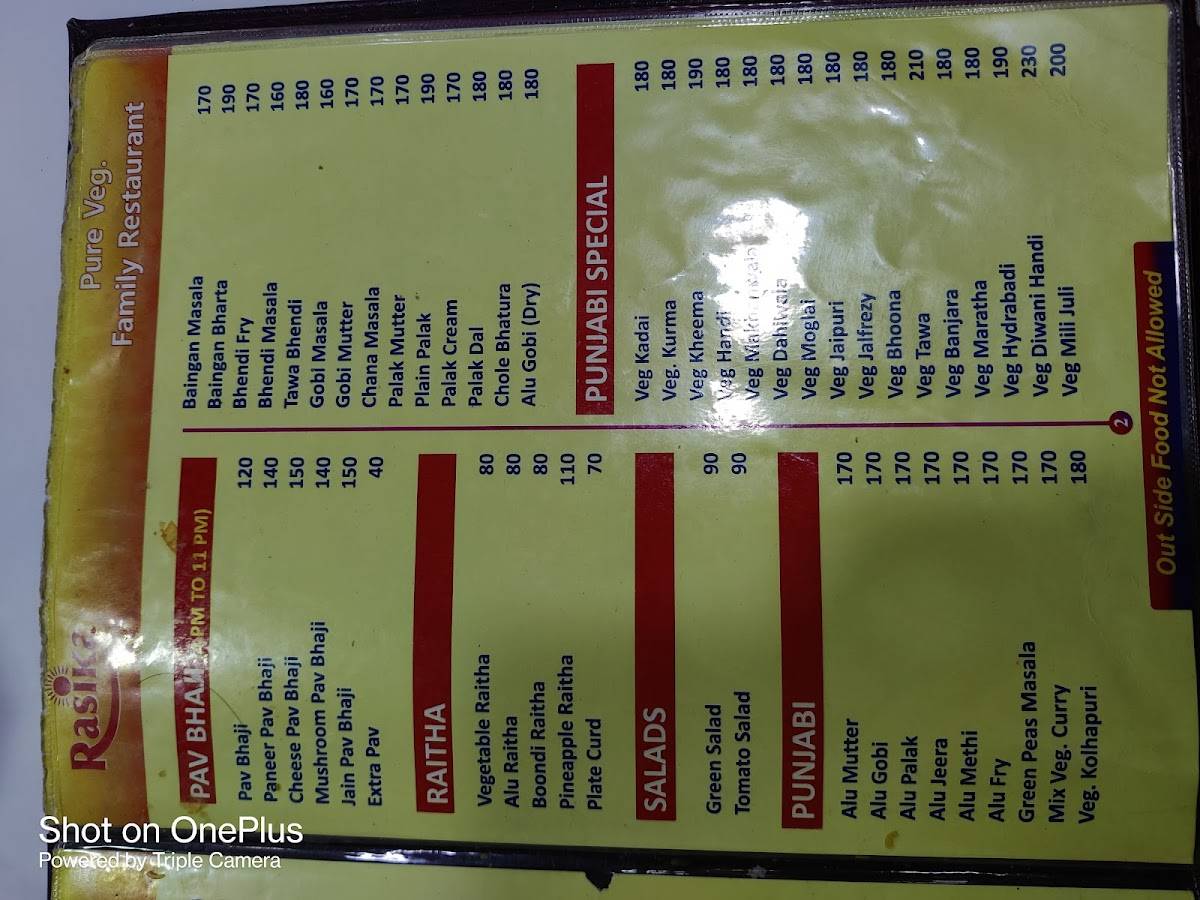 Rasika
Pure Veg.
Family Restaurant
PAV BHAJI PM TO 11 PM)
Pav Bhaji 120
Paneer Pav Bhaji 140
Cheese Pav Bhaji 150
Mushroom Pav Bhaji 140
Jain Pav Bhaji 150
Extra Pav 40
RAITHA
Vegetable Raitha 80
Alu Raitha 80
Boondi Raitha 80
Pineapple Raitha 110
Plate Curd 70
SALADS
Green Salad 90
Tomato Salad 90
PUNJABI
Alu Mutter 170
Alu Gobi 170
Alu Palak 170
Alu Jeera 170
Alu Methi 170
Alu Fry 170
Green Peas Masala 170
Mix Veg. Curry 170
Veg. Kolhapuri 180
Baingan Masala 170
Baingan Bharta 190
Bhendi Fry 170
Bhendi Masala 160
Tawa Bhendi 180
Gobi Masala 160
Gobi Mutter 170
Chana Masala 170
Palak Mutter 170
Plain Palak 190
Palak Cream 170
Palak Dal 180
Chole Bhatura 180
Alu Gobi (Dry) 180
PUNJABI SPECIAL
Veg Kadai 180
Veg. Kurma 180
Veg Kheema 190
Veg Handi 180
Veg 180
Veg Dahiwala 180
Veg Moglai 180
Veg Jaipuri 180
Veg Jalfrezy 180
Veg Bhoona 180
Veg Tawa 210
Veg Banjara 180
Veg Maratha 180
Veg Hydrabadi 190
Veg Diwani Handi 230
Veg Mili Juli 200
2
Out Side Food Not Allowed
Shot on OnePlus
Powered by Triple Camera